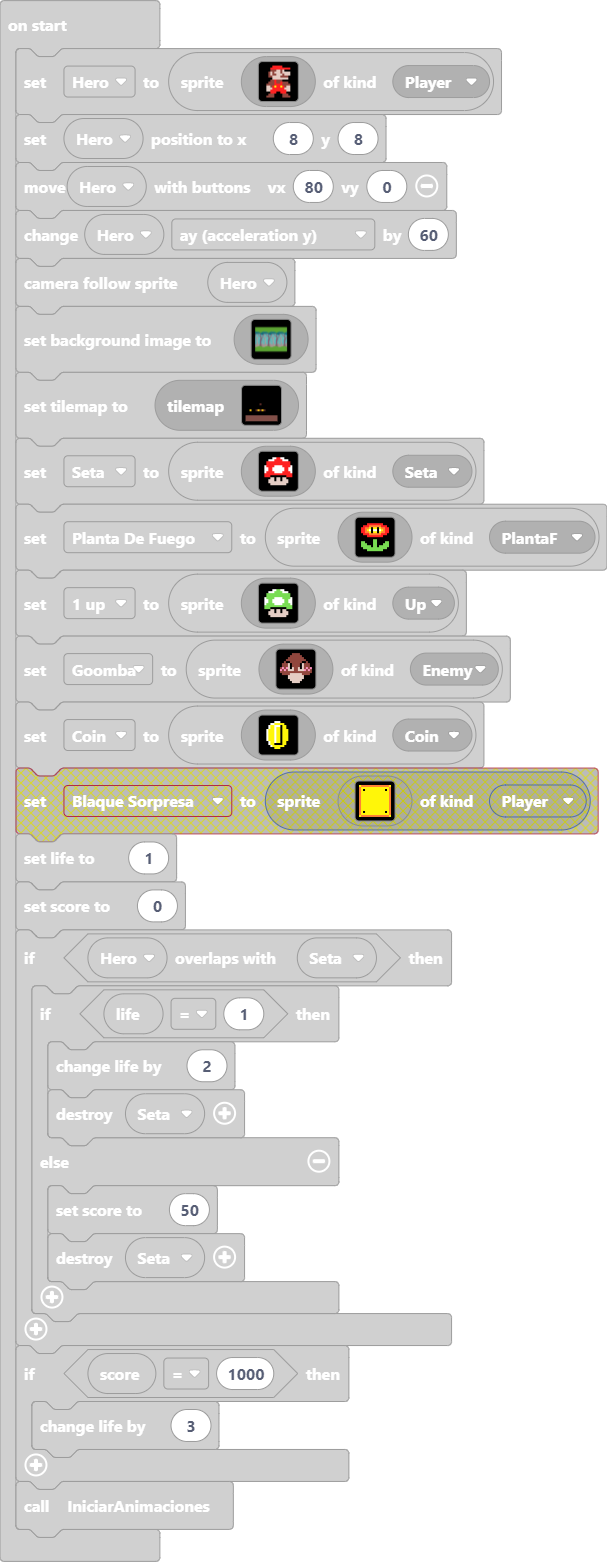 on start
set Hero to sprite of kind Player
set Hero position to x 8 y 8
move Hero with buttons vx 80 vy 0
change Hero ay (acceleration y) by 60
camera follow sprite Hero
set background image to
set tilemap to tilemap
set Seta to sprite of kind Seta
set Planta De Fuego to sprite of kind PlantaF
set 1 up to sprite of kind Up
set Goomba to sprite of kind Enemy
set Coin to sprite of kind Coin
set Blaque Sorpresa to sprite of kind Player
set life to 1
set score to 0
if Hero overlaps with Seta then
if life = 1 then
change life by 2
destroy Seta
else
set score to 50
destroy Seta
if score = 1000 then
change life by 3
call IniciarAnimaciones